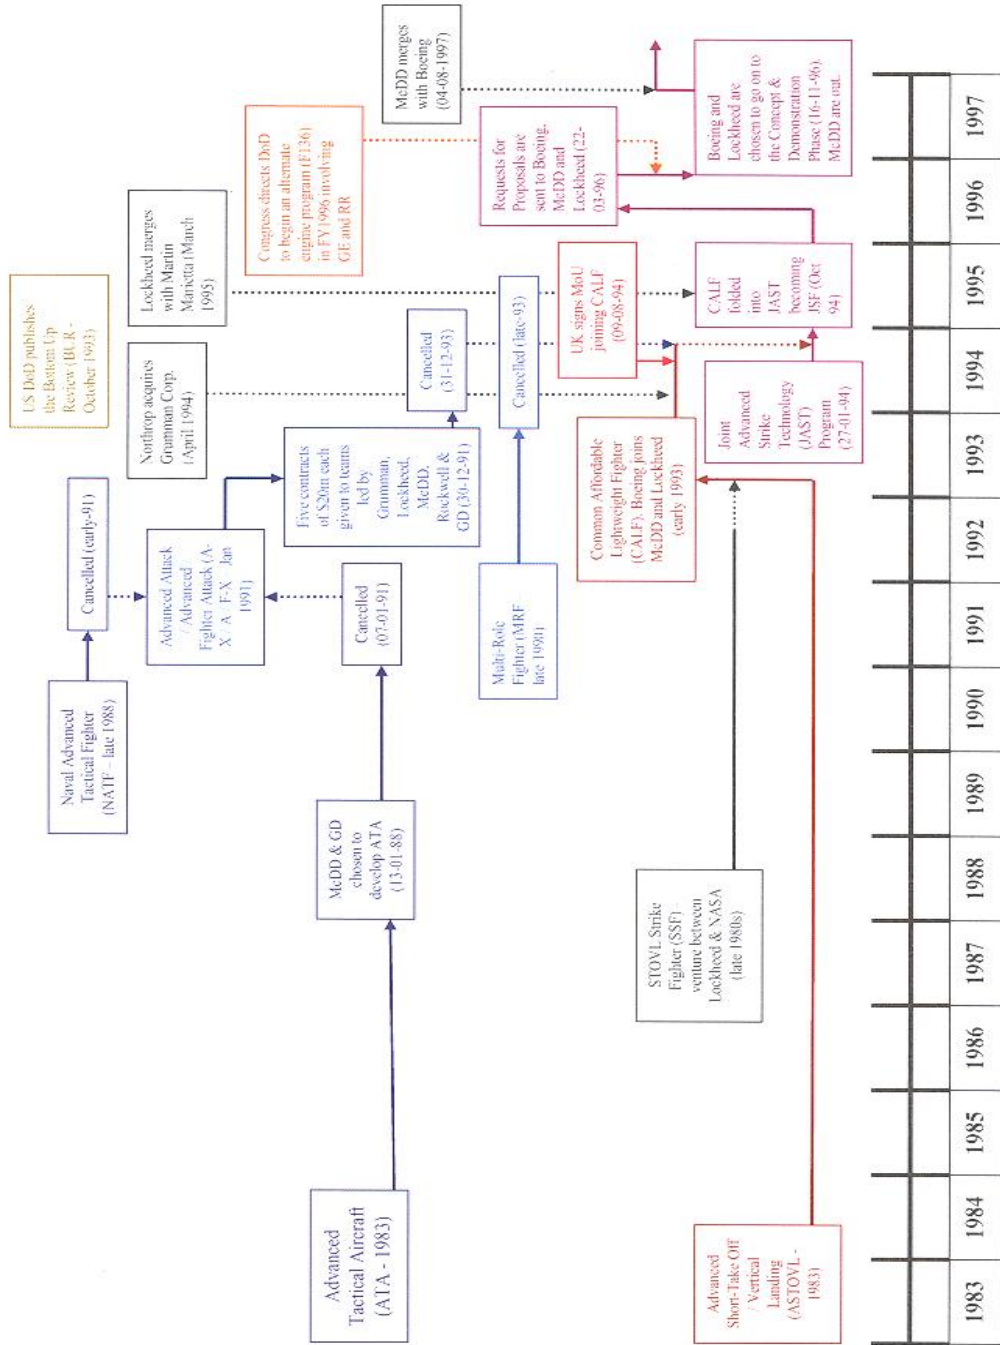 US DoD publishes
the Bottom Up
Review (BUR -
October 1993)
Northrop acquires
Grumman Corp.
(April 1994)
Lockheed merges
with Martin
Marietta (March
1995)
Congress directs DoD
to begin an alternate
engine program (F136)
in FY1996 involving
GE and RR
McDD merges
with Boeing
(04-08-1997)
Naval Advanced
Tactical Fighter
(NATF – late 1988)
Cancelled (early-91)
Advanced Attack
/ Advanced
Fighter Attack (A-
X / A / F-X – Jan
1991)
Five contracts
of $20m each
given to teams
led by
Grumman,
Lockheed,
McDD,
Rockwell &
GD (30-12-91)
Cancelled
(31-12-93)
Advanced
Tactical Aircraft
(ATA - 1983)
McDD & GD
chosen to
develop ATA
(13-01-88)
Cancelled
(07-01-91)
Multi-Role
Fighter (MRF –
late 1990)
Cancelled (late-93)
UK signs MoU
joining CALF
(09-08-94)
Requests for
Proposals are
sent to Boeing,
McDD and
Lockheed (22-
03-96)
STOVL Strike
Fighter (SSF) –
venture between
Lockheed & NASA
(late 1980s)
Common Affordable
Lightweight Fighter
(CALF). Boeing joins
McDD and Lockheed
(early 1993)
Advanced
Short-Take Off
/ Vertical
Landing
(ASTOVL -
1983)
Joint
Advanced
Strike
Technology
(JAST)
Program
(27-01-94)
CALF
folded
into
JAST
becoming
JSF (Oct
94)
Boeing and
Lockheed are
chosen to go on to
the Concept &
Demonstration
Phase (16-11-96).
McDD are out.
1983
1984
1985
1986
1987
1988
1989
1990
1991
1992
1993
1994
1995
1996
1997